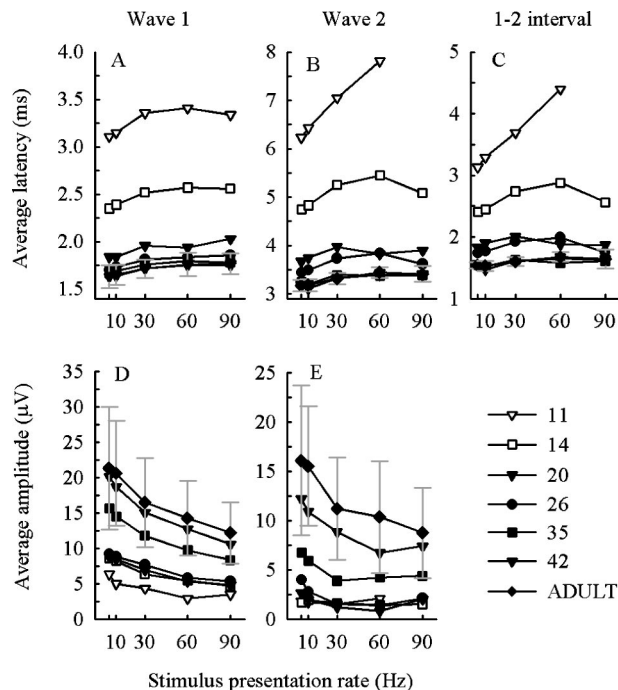 Wave 1 Wave 2 1-2 interval
A B C
Average latency (ms)
4.0 3.5 3.0 2.5 2.0 1.5
8 7 6 5 4 3
5 4 3 2 1
10 30 60 90
10 30 60 90
10 30 60 90
D E
Average amplitude (µV)
35 30 25 20 15 10 5 0
25 20 15 10 5 0
10 30 60 90
10 30 60 90
Stimulus presentation rate (Hz)
11
14
20
26
35
42
ADULT